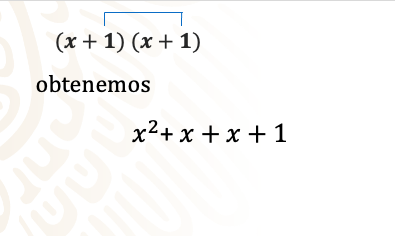 (x + 1) (x + 1)
obtenemos
x² + x + x + 1